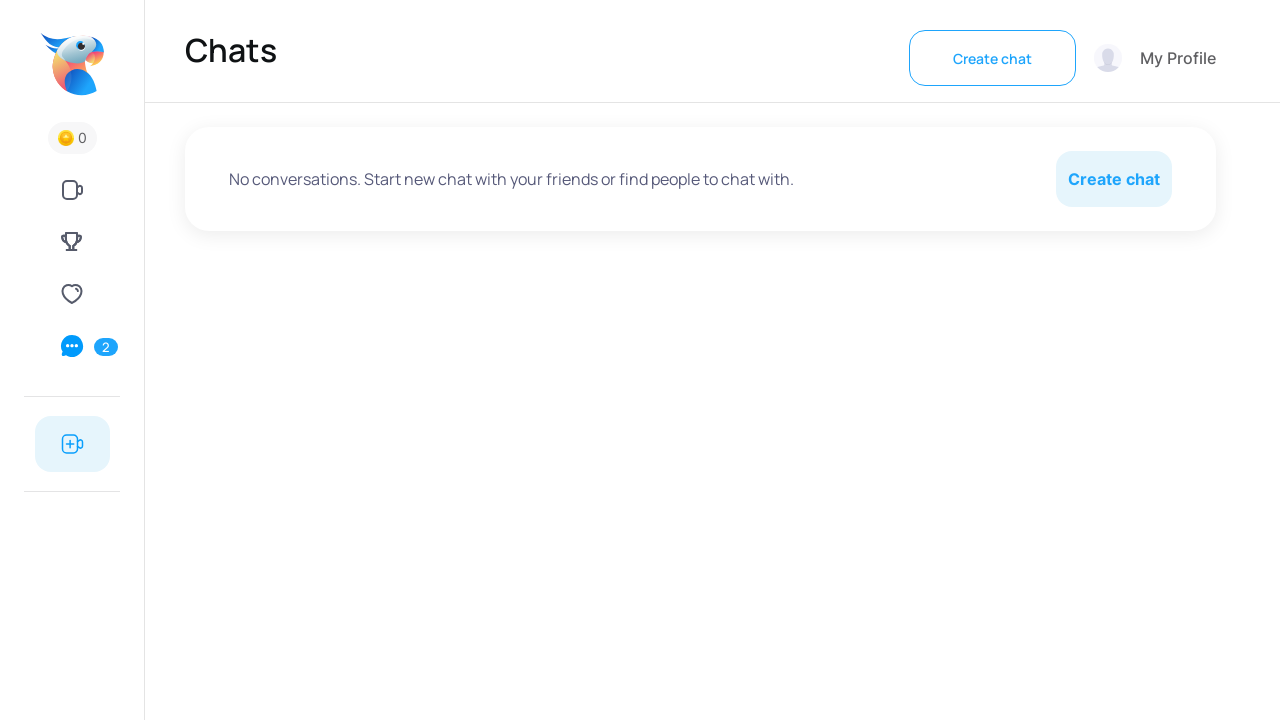 Chats
Create chat
My Profile
0
No conversations. Start new chat with your friends or find people to chat with.
Create chat
2